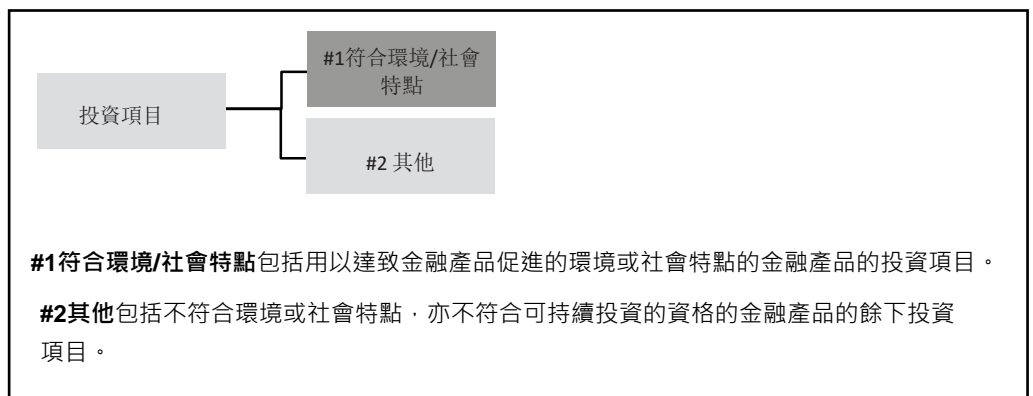 #1符合環境/社會
特點
投資項目
#2 其他
#1符合環境/社會特點包括用以達致金融產品促進的環境或社會特點的金融產品的投資項目。
#2其他包括不符合環境或社會特點，亦不符合可持續投資的資格的金融產品的餘下投資
項目。